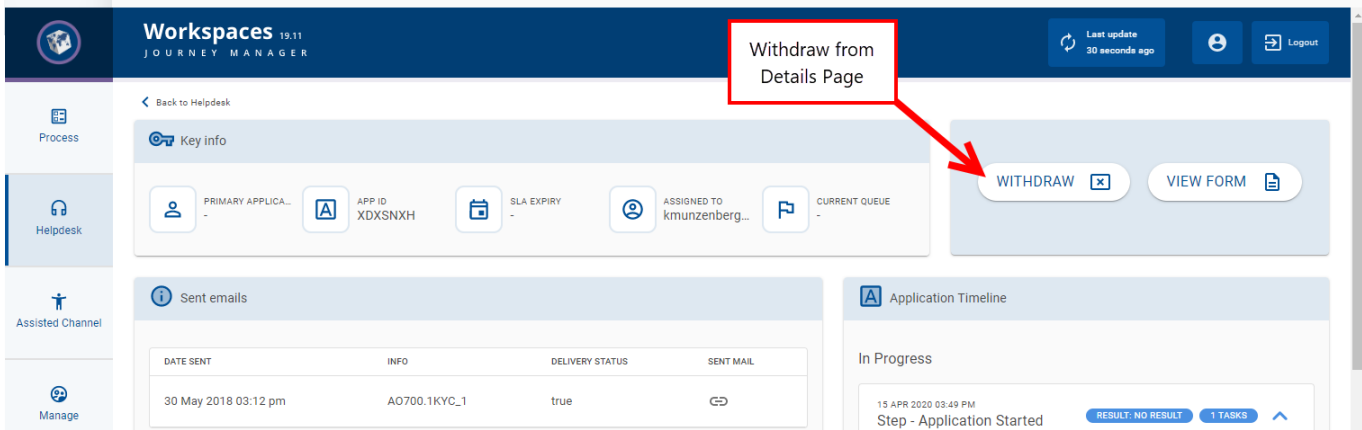 Workspaces 19.11
JOURNEY MANAGER
Withdraw from
Details Page
Last update
30 seconds ago
Logout
Process
Helpdesk
Assisted Channel
Manage
Back to Helpdesk
Key info
PRIMARY APPLICA...
-
APP ID
XDXSNXH
SLA EXPIRY
-
ASSIGNED TO
kmunzenberg...
CURRENT QUEUE
-
WITHDRAW
VIEW FORM
Sent emails
DATE SENT INFO DELIVERY STATUS SENT MAIL
30 May 2018 03:12 pm AO700.1KYC_1 true
A Application Timeline
In Progress
15 APR 2020 03:49 PM
Step - Application Started
RESULT: NO RESULT 1 TASKS